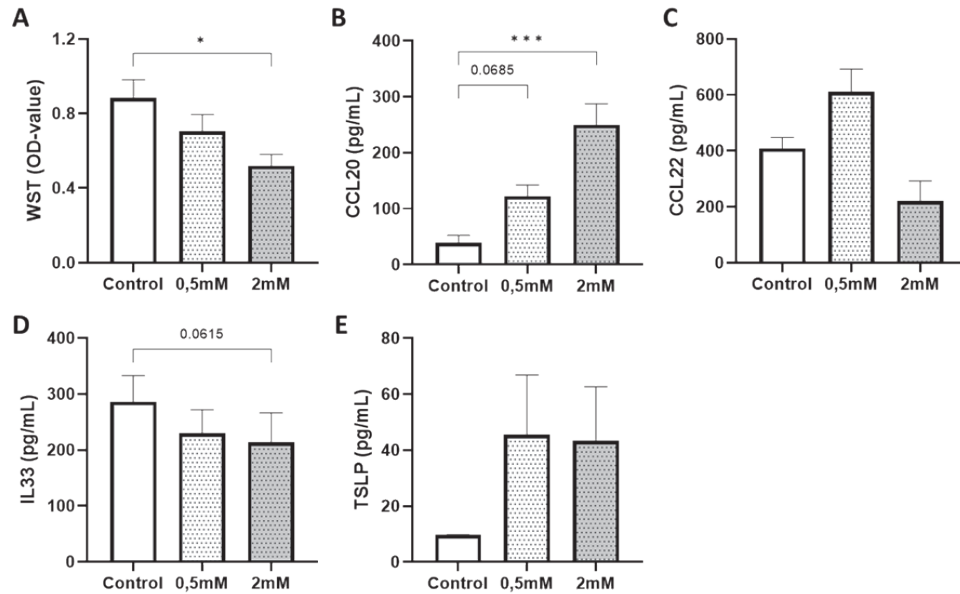 A
WST (OD-value)
1.2
0.8
0.4
0.0
*
Control 0,5mM 2mM
B
CCL20 (pg/mL)
400
300
200
100
0
***
0.0685
Control 0,5mM 2mM
C
CCL22 (pg/mL)
800
600
400
200
0
Control 0,5mM 2mM
D
IL33 (pg/mL)
400
300
200
100
0
0.0615
Control 0,5mM 2mM
E
TSLP (pg/mL)
80
60
40
20
0
Control 0,5mM 2mM